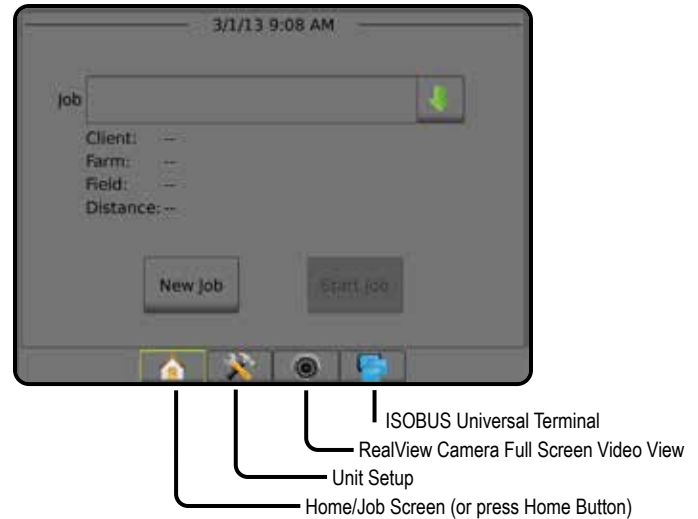 3/1/13 9:08 AM
Job
Client: --
Farm: --
Field: --
Distance: --
New Job Start Job
ISOBUS Universal Terminal
RealView Camera Full Screen Video View
Unit Setup
Home/Job Screen (or press Home Button)